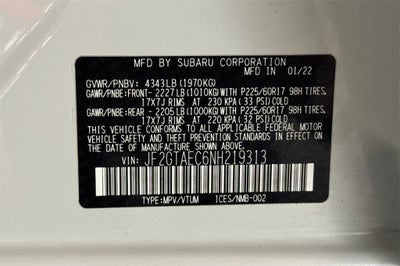 MFD BY SUBARU CORPORATION
MFD IN 01/22
GVWR/PNBV: 4343LB (1970KG)
GAWR/PNBE: FRONT- 2227LB (1010KG) WITH P225/60R17 98H TIRES,
17X7J RIMS AT 230 KPA (33 PSI) COLD
GAWR/PNBE: REAR - 2205LB (1000KG) WITH P225/60R17 98H TIRES,
17X7J RIMS AT 220 KPA (32 PSI) COLD
THIS VEHICLE CONFORMS TO ALL APPLICABLE FEDERAL MOTOR
VEHICLE SAFETY, BUMPER, AND THEFT PREVENTION STANDARDS
IN EFFECT ON THE DATE OF MANUFACTURE SHOWN ABOVE.
VIN: JF2GTAEC6NH219313
TYPE:MPV/VTUM ICES/NMB-002